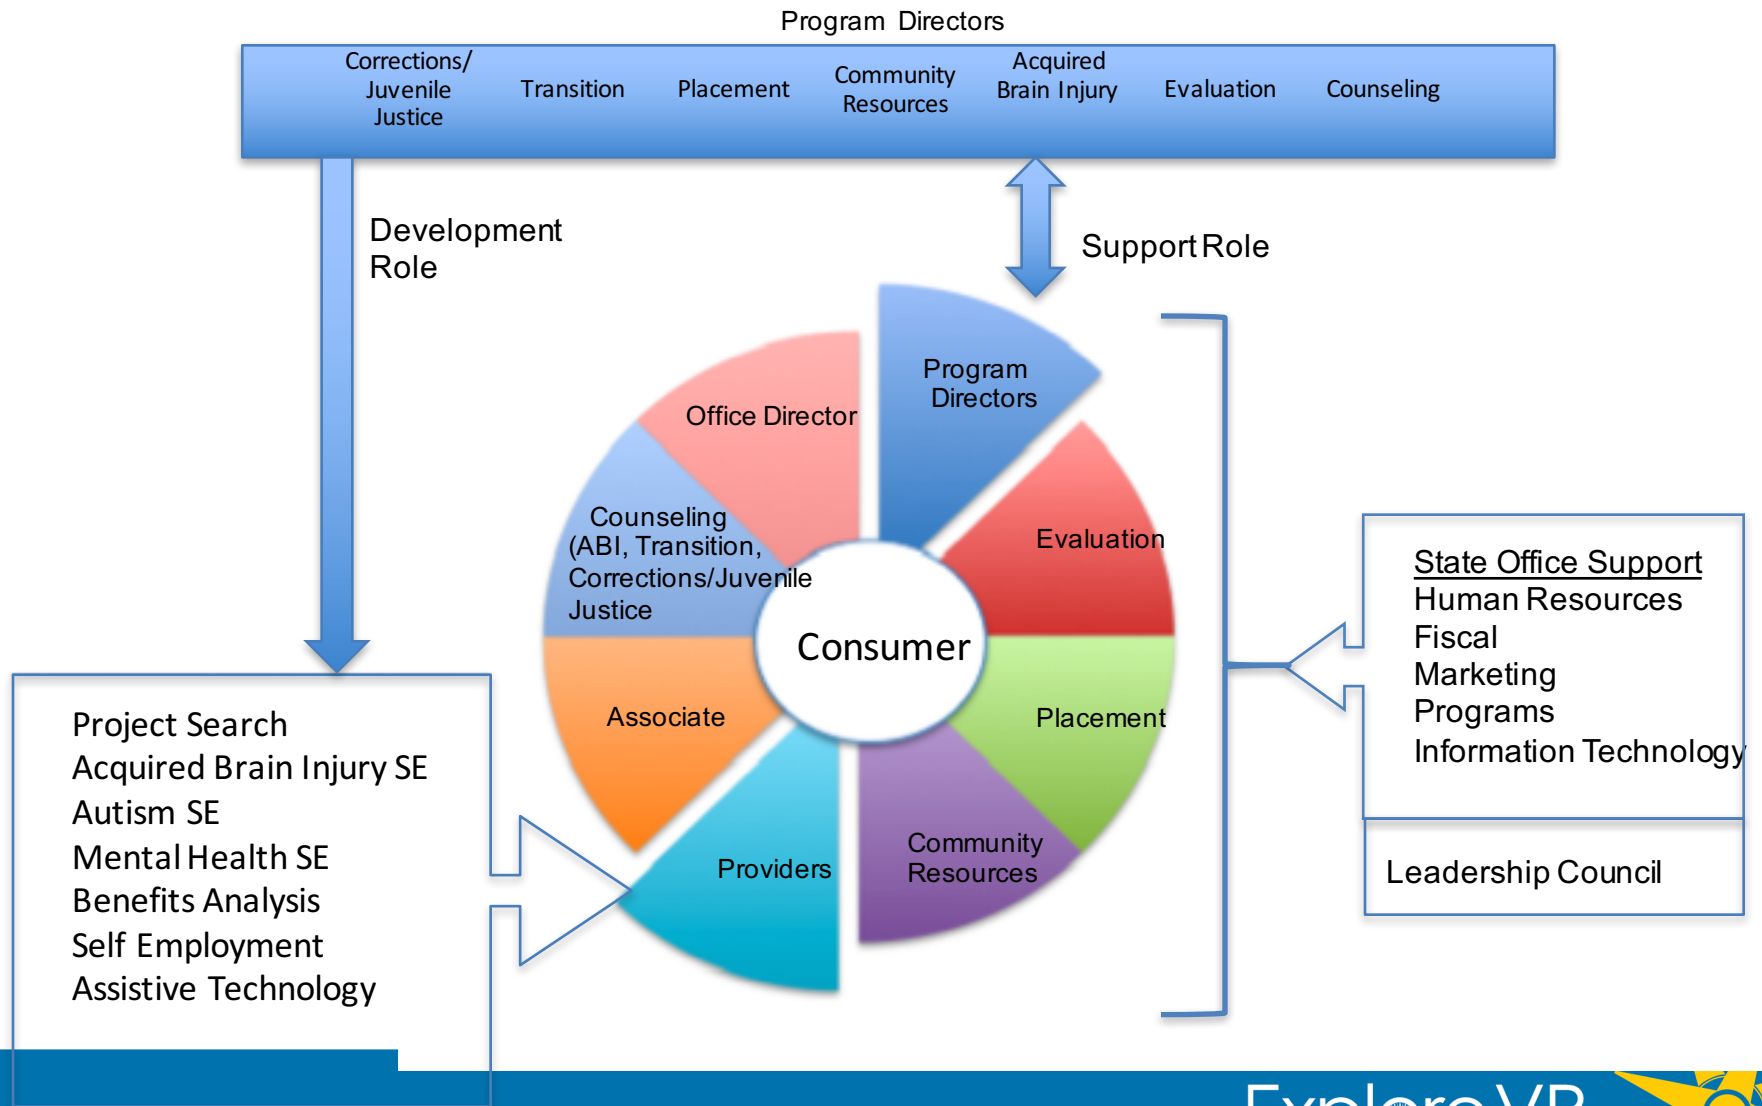 Program Directors
Corrections/
Juvenile
Justice
Transition
Placement
Community
Resources
Acquired
Brain Injury
Evaluation
Counseling
Development
Role
Support Role
Program
Directors
Office Director
Counseling
(ABI, Transition,
Corrections/Juvenile
Justice
Evaluation
Consumer
Associate
Placement
Providers
Community
Resources
Project Search
Acquired Brain Injury SE
Autism SE
Mental Health SE
Benefits Analysis
Self Employment
Assistive Technology
State Office Support
Human Resources
Fiscal
Marketing
Programs
Information Technology
Leadership Council
Explore VR